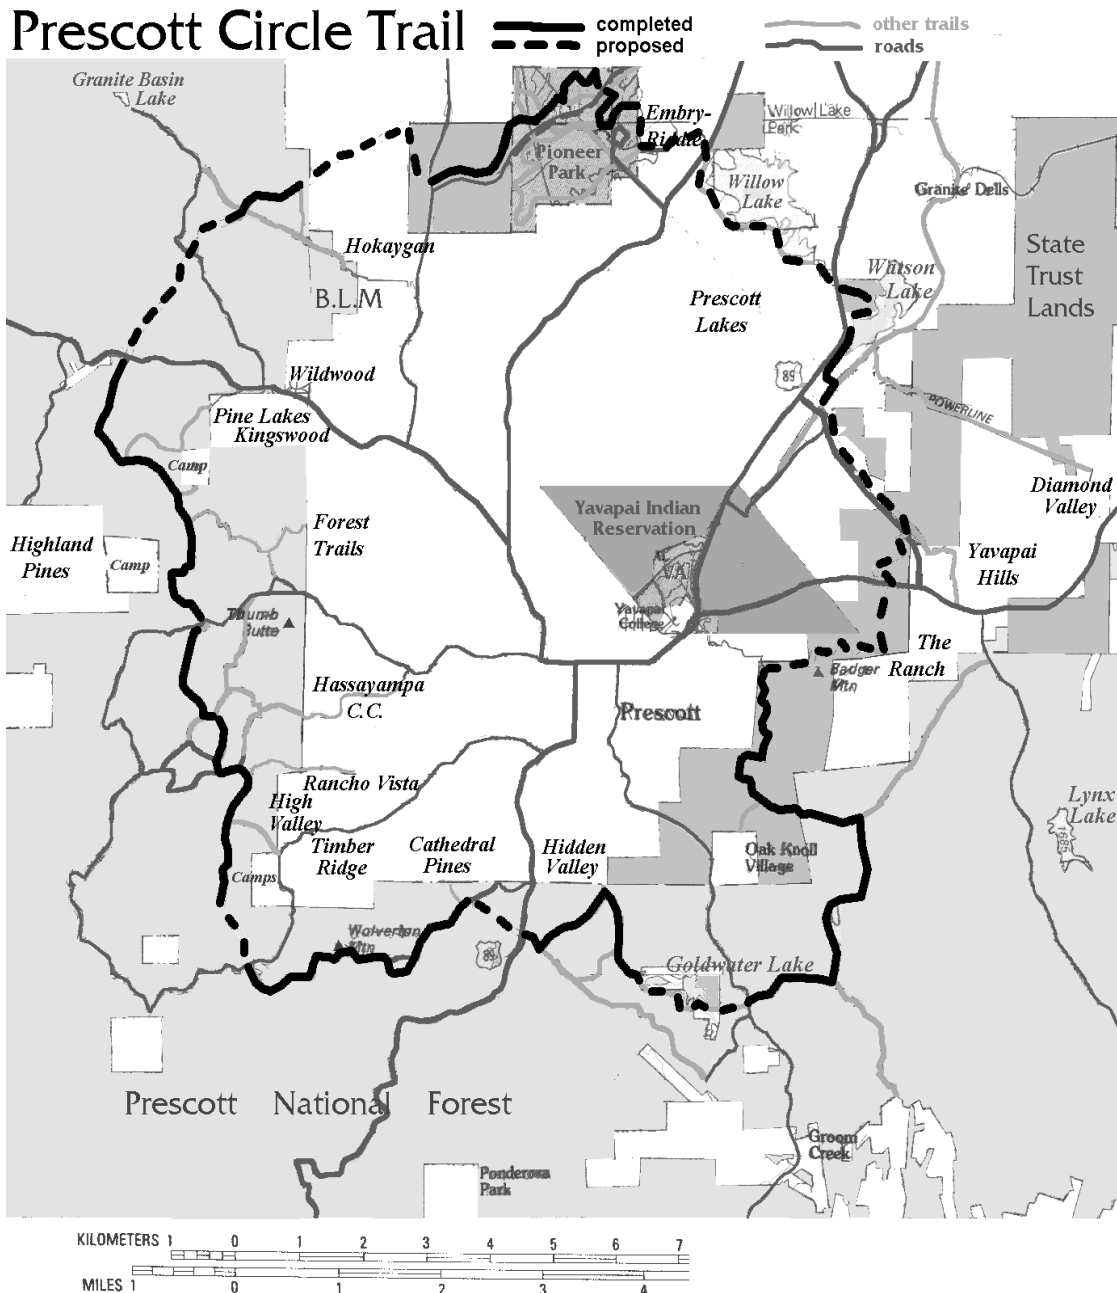 Prescott Circle Trail
completed
proposed
other trails
roads
Granite Basin
Lake
Embry-
Riddle
Willow Lake
Park
Pioneer
Park
Willow
Lake
Granite Dells
State
Trust
Lands
Hokaygan
B.L.M
Watson
Lake
Prescott
Lakes
Wildwood
89
Pine Lakes
Kingswood
POWERLINE
Camp
Diamond
Valley
Yavapai Indian
Reservation
Forest
Trails
Highland
Pines
Camp
Yavapai
Hills
VA
Thumb
Butte
Yavapai
College
The
Ranch
Badger
Mtn
Hassayampa
C.C.
Prescott
Rancho Vista
High
Valley
Lynx
Lake
Timber
Ridge
Cathedral
Pines
Hidden
Valley
Oak Knoll
Village
Camps
Wolverton
Mtn
89
Goldwater Lake
Prescott National Forest
Groom
Creek
Ponderosa
Park
KILOMETERS 1 0 1 2 3 4 5 6 7
MILES 1 0 1 2 3 4